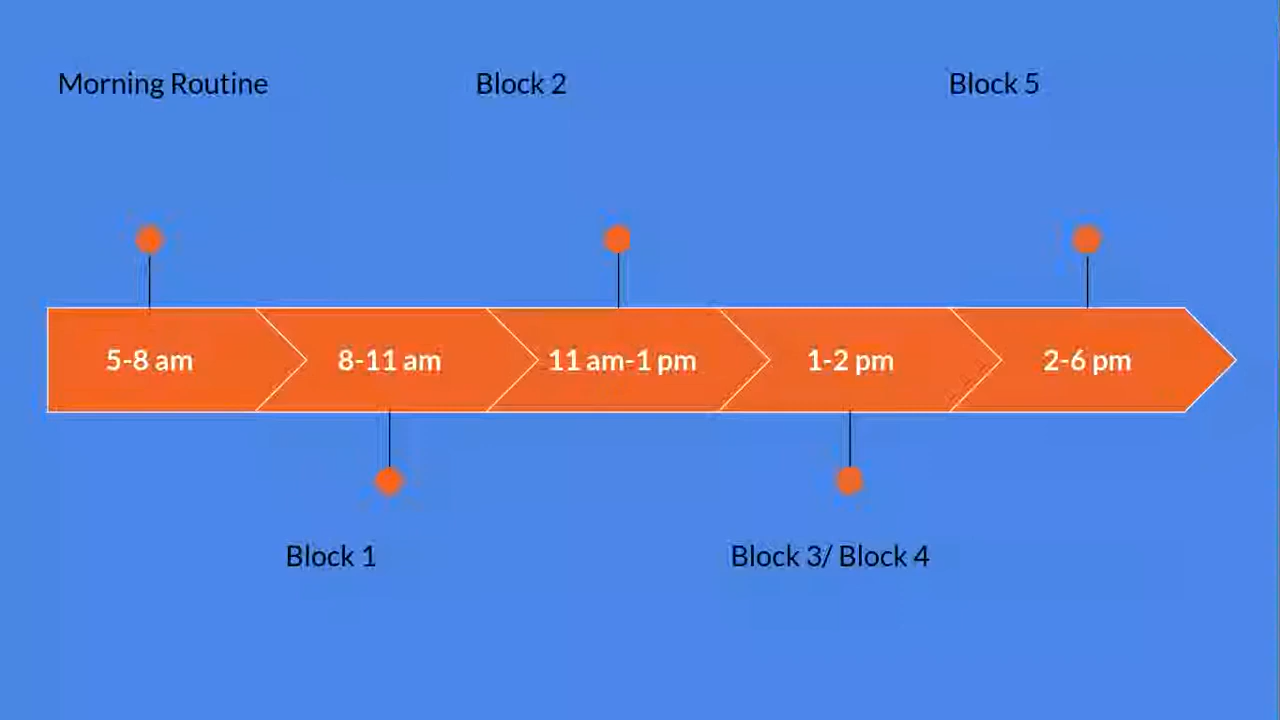 Morning Routine
Block 2
Block 5
5-8 am
8-11 am
11 am-1 pm
1-2 pm
2-6 pm
Block 1
Block 3/ Block 4